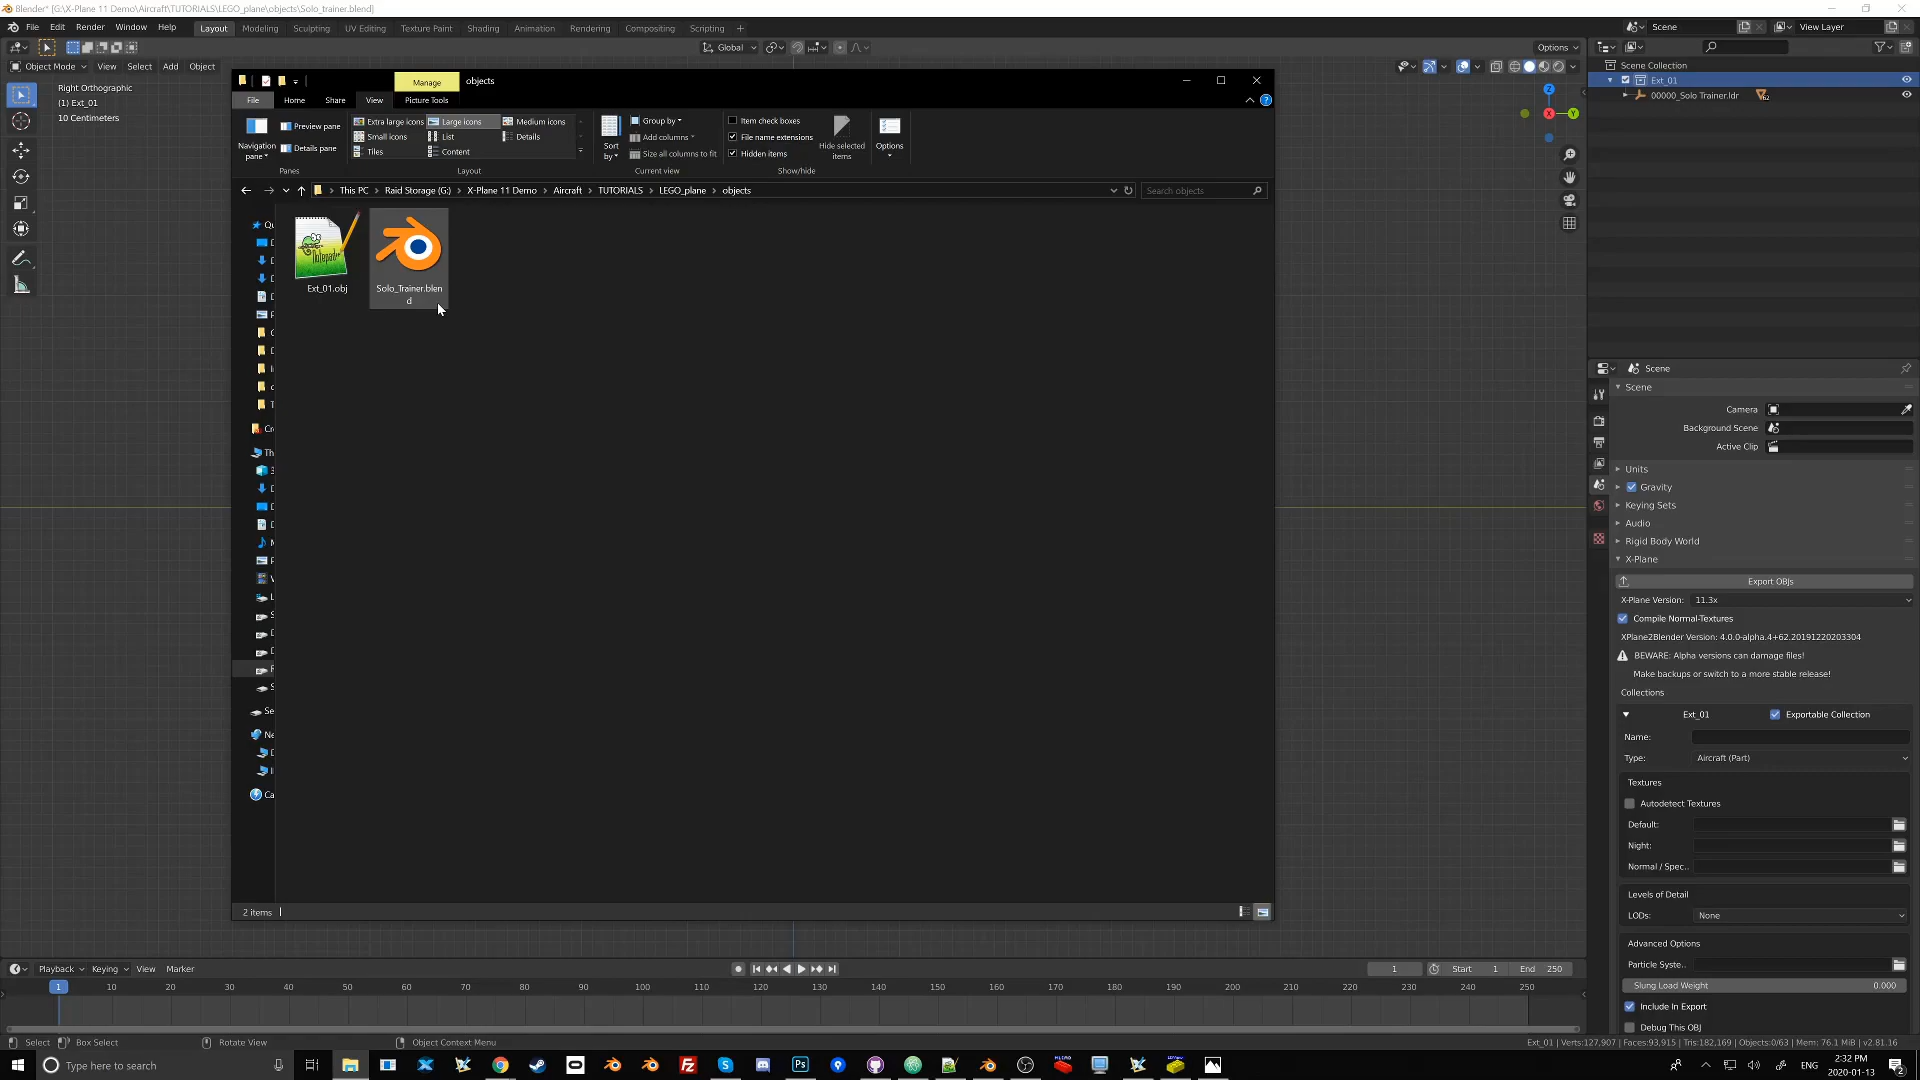 Blender* [G:\X-Plane 11 Demo\Aircraft\TUTORIALS\LEGO_plane\objects\Solo_trainer.blend]
File Edit Render Window Help Layout Modeling Sculpting UV Editing Texture Paint Shading Animation Rendering Compositing Scripting + Scene View Layer
Global Options
Object Mode View Select Add Object
Right Orthographic
(1) Ext_01
10 Centimeters
Manage objects
File Home Share View Picture Tools
Navigation pane
Preview pane
Details pane
Panes
Extra large icons Large icons Medium icons
Small icons List Details
Tiles Content
Layout
Sort by
Group by
Add columns
Size all columns to fit
Current view
Item check boxes
File name extensions
Hidden items
Hide selected items
Show/hide
Options
This PC > Raid Storage (G:) > X-Plane 11 Demo > Aircraft > TUTORIALS > LEGO_plane > objects
Search objects
Ext_01.obj
Solo_Trainer.blen
d
2 items
Z
X
Y
Scene Collection
Ext_01
00000_Solo Trainer.ldr
Scene
Scene
Camera
Background Scene
Active Clip
Units
Gravity
Keying Sets
Audio
Rigid Body World
X-Plane
Export OBJs
X-Plane Version: 11.3x
Compile Normal-Textures
XPlane2Blender Version: 4.0.0-alpha.4+62.20191220203304
BEWARE: Alpha versions can damage files!
Make backups or switch to a more stable release!
Collections
Ext_01 Exportable Collection
Name:
Type: Aircraft (Part)
Textures
Autodetect Textures
Default:
Night:
Normal / Spec..
Levels of Detail
LODs: None
Advanced Options
Particle Syste..
Slung Load Weight 0.000
Include In Export
Debug This OBJ
Playback Keying View Marker 1 Start 1 End 250
1 10 20 30 40 50 60 70 80 90 100 110 120 130 140 150 160 170 180 190 200 210 220 230 240 250
Select Box Select Rotate View Object Context Menu
Ext_01 | Verts:127,907 | Faces:93,915 | Tris:182,169 | Objects:0/63 | Mem: 76.1 MiB | v2.81.16
Type here to search
ENG
2:32 PM
2020-01-13